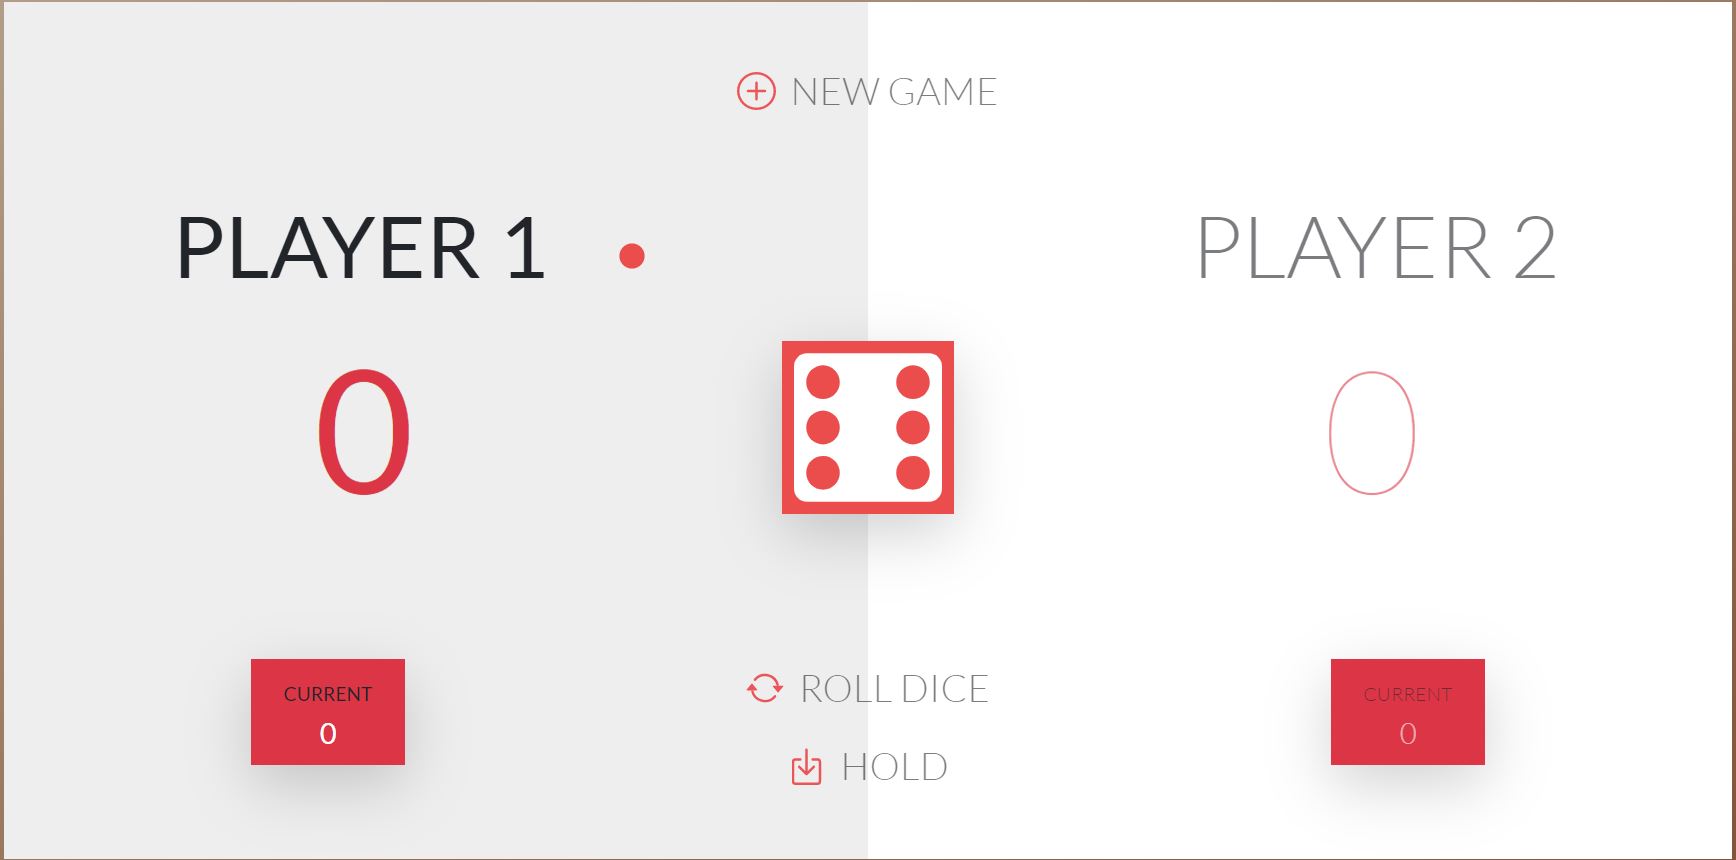 NEW GAME
PLAYER 1
PLAYER 2
0
0
CURRENT
0
CURRENT
0
ROLL DICE
HOLD